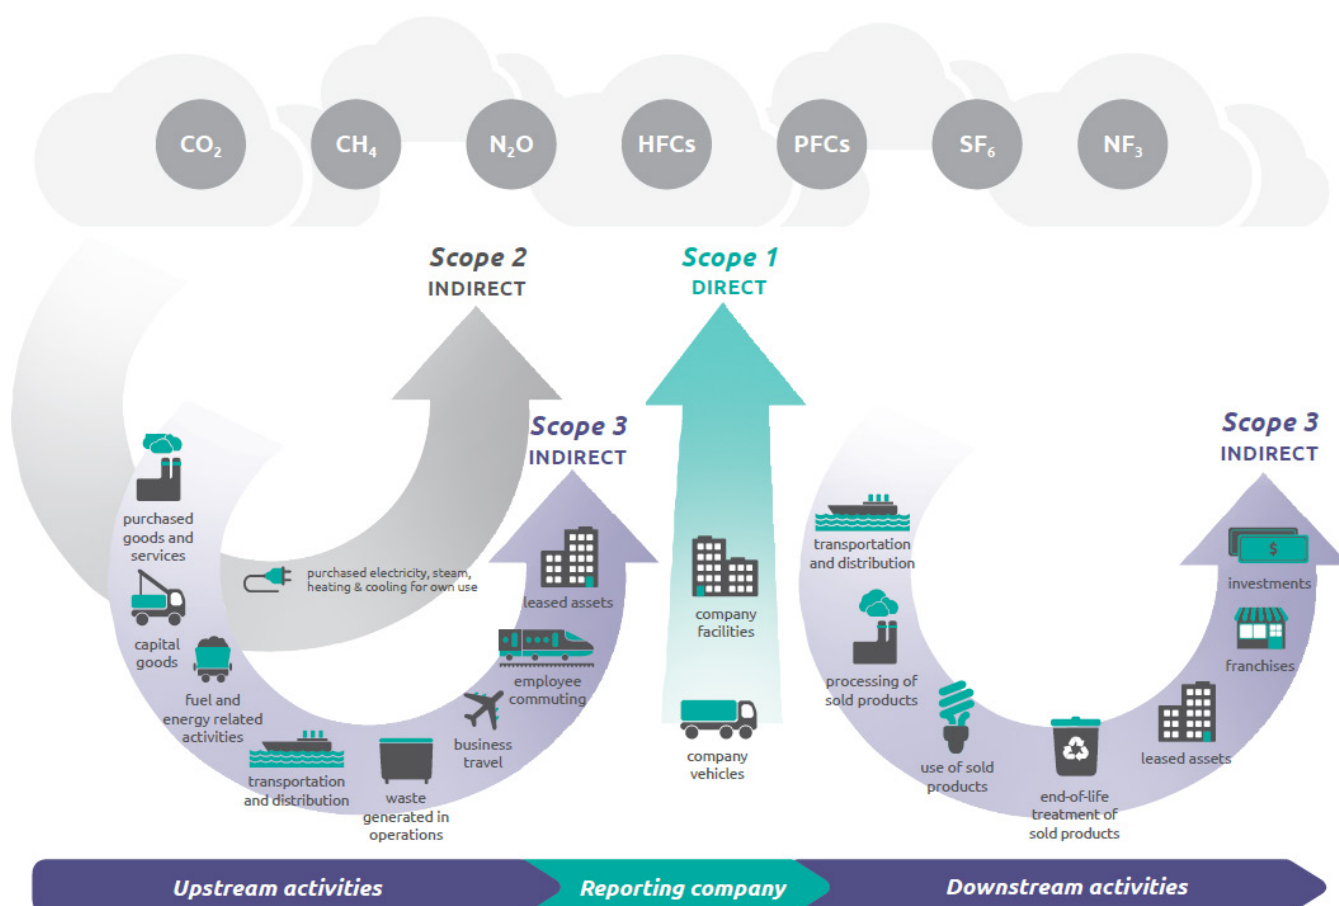 CO₂
CH₄
N₂O
HFCs
PFCs
SF₆
NF₃
Scope 2
INDIRECT
Scope 1
DIRECT
Scope 3
INDIRECT
Scope 3
INDIRECT
purchased
goods and
services
capital
goods
fuel and
energy related
activities
purchased electricity, steam,
heating & cooling for own use
transportation
and distribution
waste
generated in
operations
business
travel
employee
commuting
leased assets
company
facilities
company
vehicles
transportation
and distribution
processing of
sold products
use of sold
products
end-of-life
treatment of
sold products
leased assets
franchises
$
investments
Upstream activities
Reporting company
Downstream activities